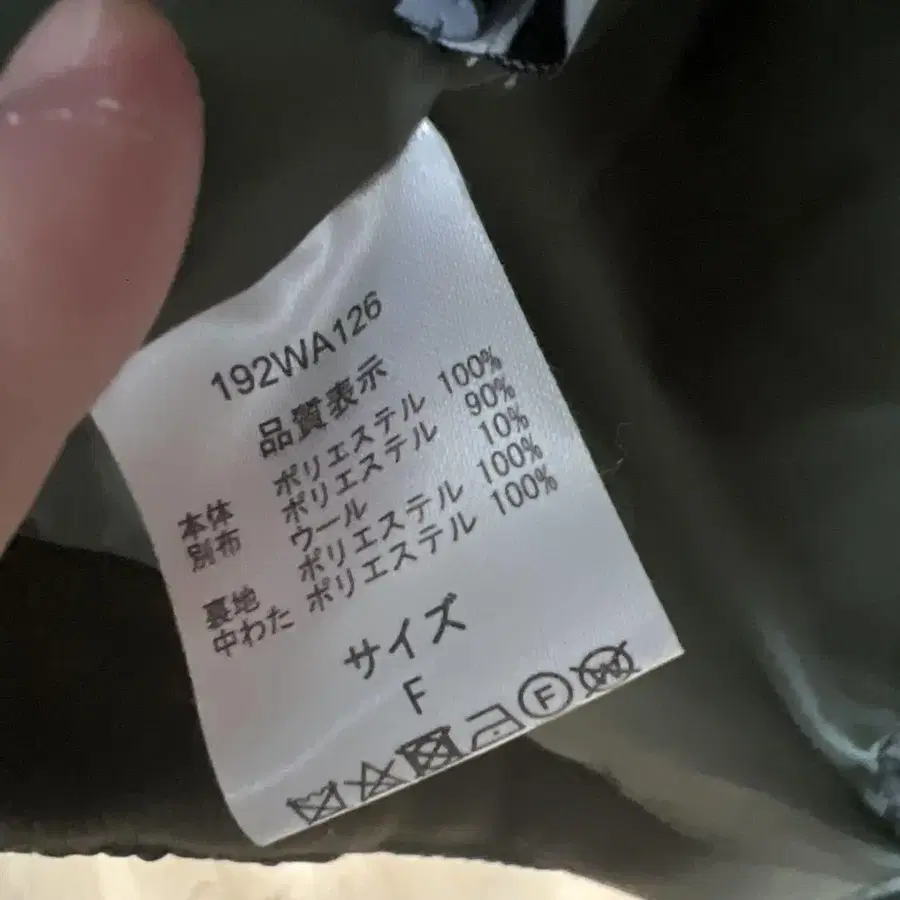 192WA126
品質表示
本体 ポリエステル 100%
別布 ポリエステル 90%
ウール 10%
裏地 ポリエステル 100%
中わた ポリエステル 100%
サイズ
F
F
W